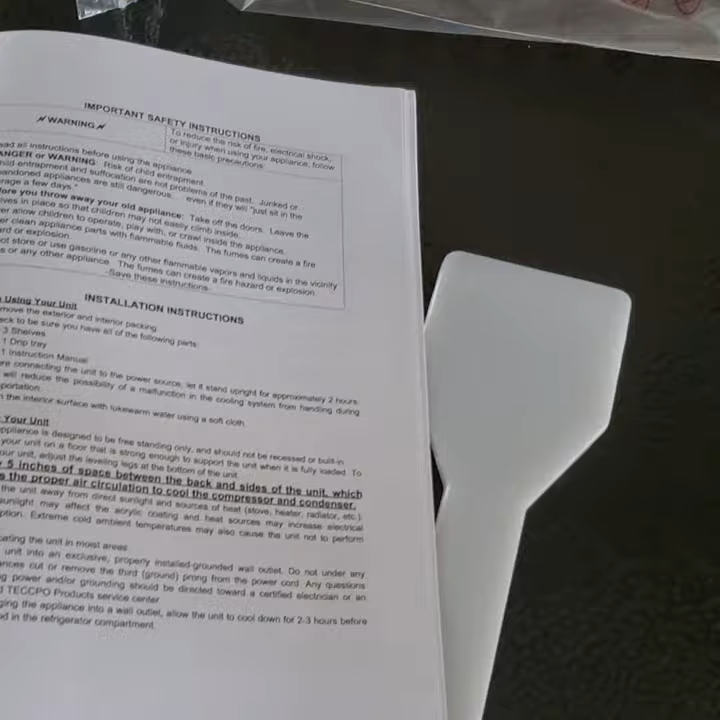 IMPORTANT SAFETY INSTRUCTIONS
WARNING
To reduce the risk of fire, electrical shock,
or injury when using your appliance, follow
these basic precautions:
ead all instructions before using the appliance.
ANGER or WARNING: Risk of child entrapment.
hild entrapment and suffocation are not problems of the past. Junked or
bandoned appliances are still dangerous... even if they will "just sit in the
rage a few days."
fore you throw away your old appliance: Take off the doors. Leave the
lves in place so that children may not easily climb inside.
er allow children to operate, play with, or crawl inside the appliance.
er clean appliance parts with flammable fluids. The fumes can create a fire
ard or explosion.
ot store or use gasoline or any other flammable vapors and liquids in the vicinity
s or any other appliance. The fumes can create a fire hazard or explosion.
-Save these instructions-
INSTALLATION INSTRUCTIONS
Using Your Unit
move the exterior and interior packing.
eck to be sure you have all of the following parts:
3 Shelves
1 Drip tray
1 Instruction Manual
re connecting the unit to the power source, let it stand upright for approximately 2 hours.
will reduce the possibility of a malfunction in the cooling system from handling during
portation.
n the interior surface with lukewarm water using a soft cloth.
Your Unit
appliance is designed to be free standing only, and should not be recessed or built-in.
your unit on a floor that is strong enough to support the unit when it is fully loaded. To
our unit, adjust the leveling legs at the bottom of the unit.
5 inches of space between the back and sides of the unit, which
s the proper air circulation to cool the compressor and condenser.
the unit away from direct sunlight and sources of heat (stove, heater, radiator, etc.).
sunlight may affect the acrylic coating and heat sources may increase electrical
ption. Extreme cold ambient temperatures may also cause the unit not to perform
cating the unit in moist areas.
unit into an exclusive, properly installed-grounded wall outlet. Do not under any
ances cut or remove the third (ground) prong from the power cord. Any questions
ng power and/or grounding should be directed toward a certified electrician or an
d TECCPO Products service center.
ging the appliance into a wall outlet, allow the unit to cool down for 2-3 hours before
od in the refrigerator compartment.